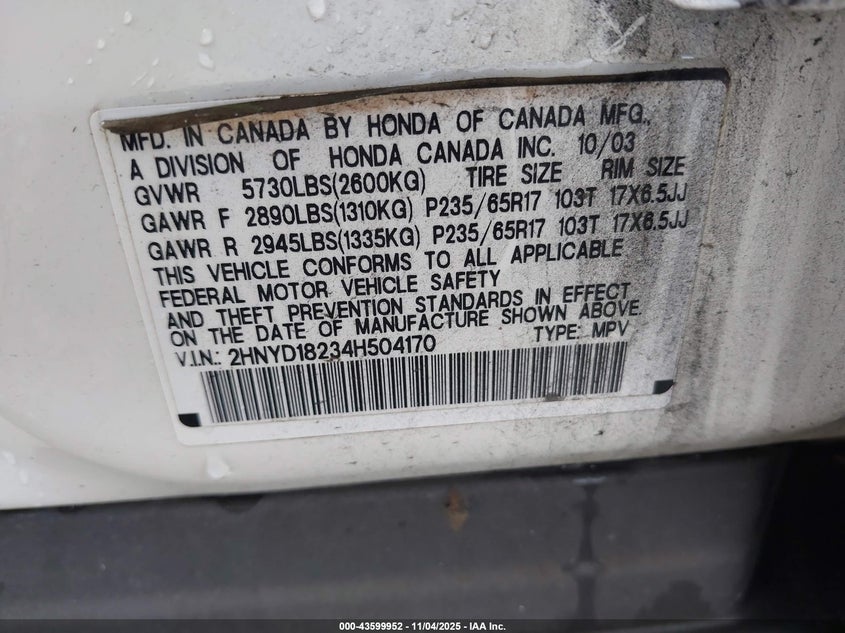 MFD. IN CANADA BY HONDA OF CANADA MFG.,
A DIVISION OF HONDA CANADA INC. 10/03
GVWR 5730LBS(2600KG) TIRE SIZE RIM SIZE
GAWR F 2890LBS(1310KG) P235/65R17 103T 17X6.5JJ
GAWR R 2945LBS(1335KG) P235/65R17 103T 17X6.5JJ
THIS VEHICLE CONFORMS TO ALL APPLICABLE
FEDERAL MOTOR VEHICLE SAFETY
AND THEFT PREVENTION STANDARDS IN EFFECT
ON THE DATE OF MANUFACTURE SHOWN ABOVE.
V.I.N.: 2HNYD18234H504170 TYPE: MPV
000-43599952 - 11/04/2025 - IAA Inc.